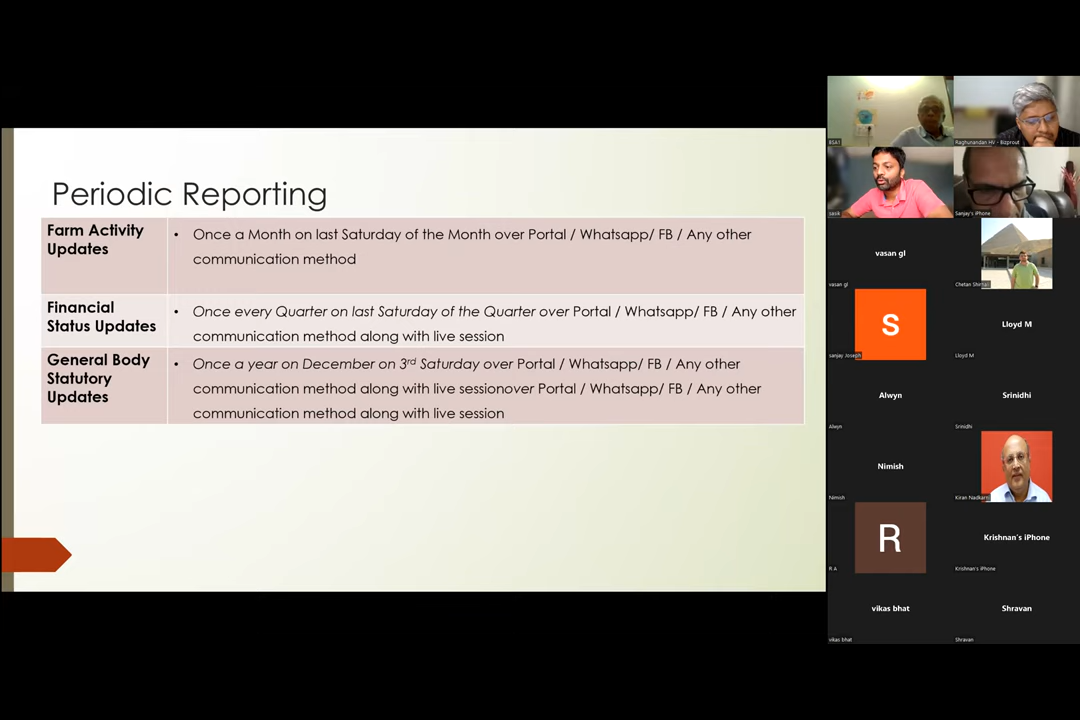 Periodic Reporting
Farm Activity
Updates
• Once a Month on last Saturday of the Month over Portal / Whatsapp/ FB / Any other
communication method
Financial
Status Updates
• Once every Quarter on last Saturday of the Quarter over Portal / Whatsapp/ FB / Any other
communication method along with live session
General Body
Statutory
Updates
• Once a year on December on 3rd Saturday over Portal / Whatsapp/ FB / Any other
communication method along with live sessionover Portal / Whatsapp/ FB / Any other
communication method along with live session
Raghunandan HV - Bizprout
sasik
Sanjay's iPhone
vasan gl
vasan gl
Chetan
S
sanjay Joseph
Lloyd M
Lloyd M
Alwyn
Alwyn
Srinidhi
Srinidhi
Nimish
Nimish
Kiran Nadkarni
R
R A
Krishnan's iPhone
Krishnan's iPhone
vikas bhat
vikas bhat
Shravan
Shravan